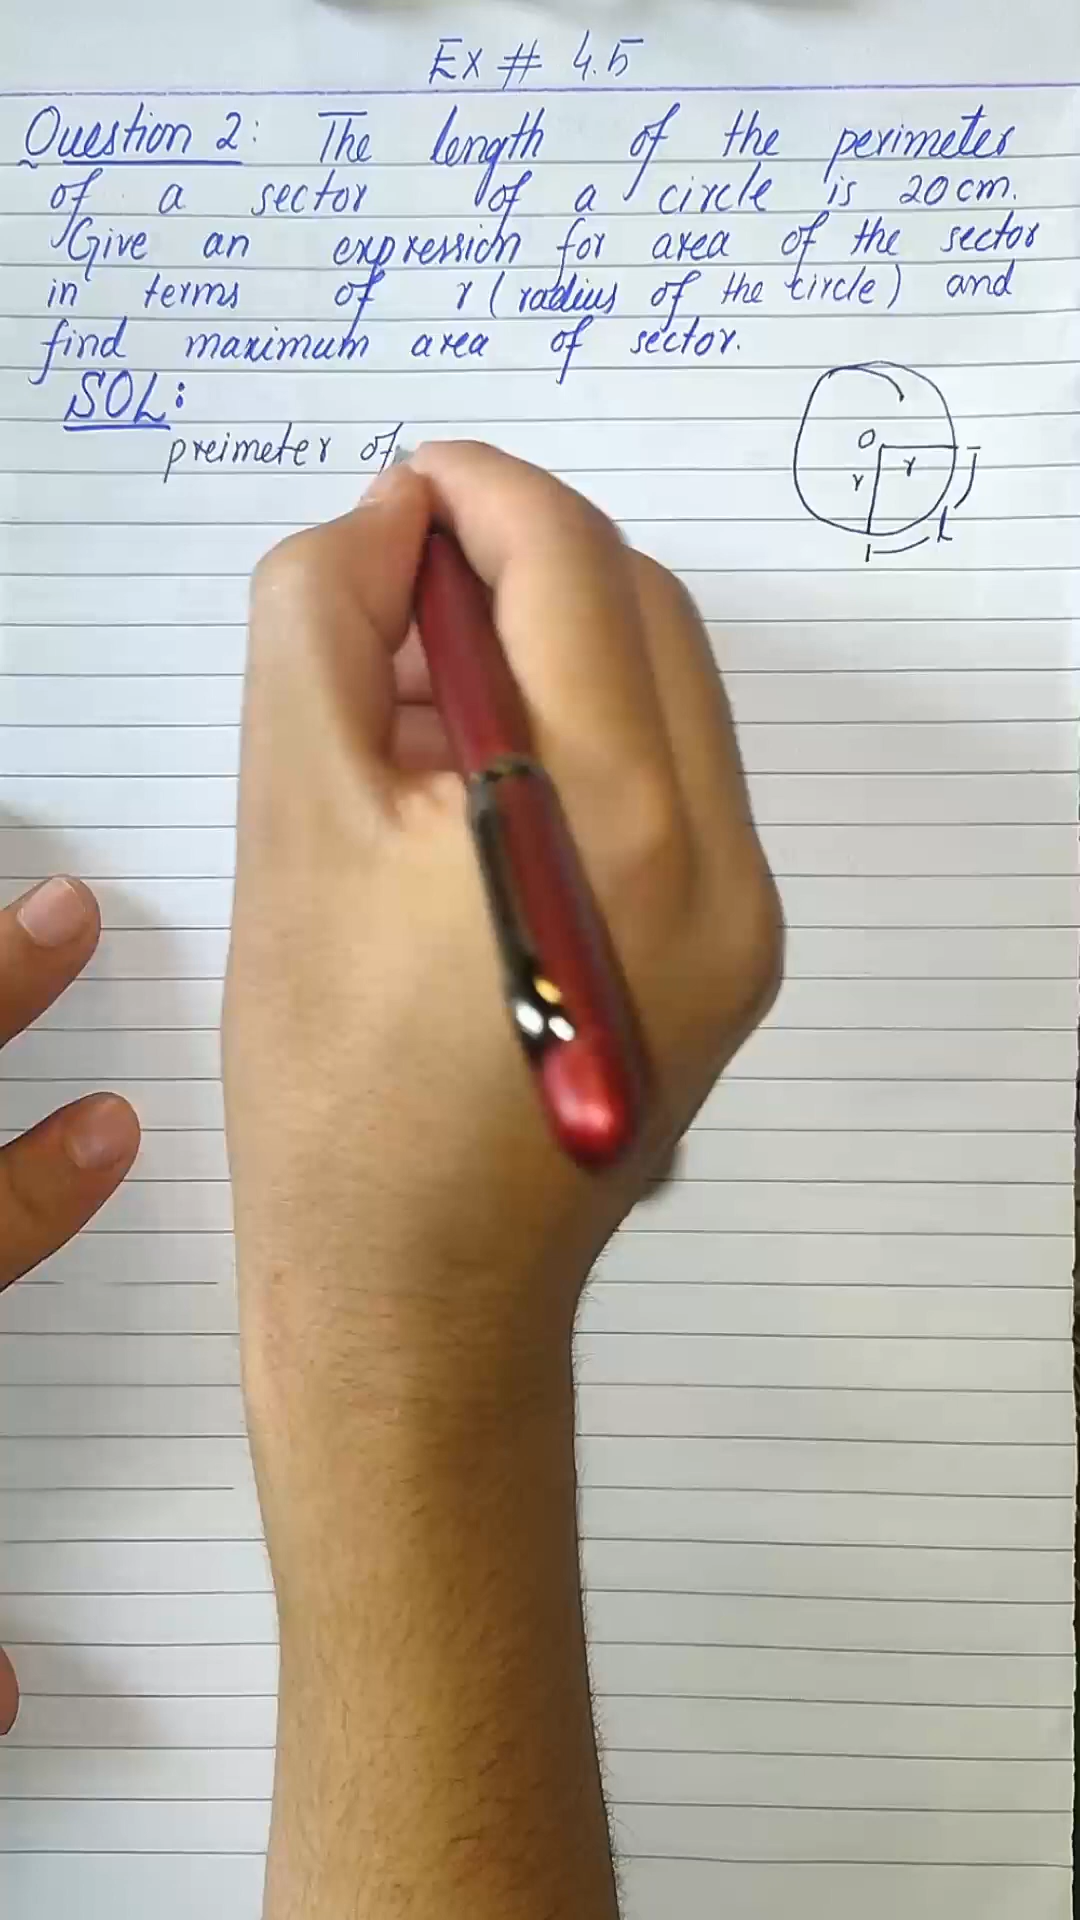 Ex # 4.5
Question 2: The length of the perimeter
of a sector of a circle is 20 cm.
Give an expression for area of the sector
in terms of r (radius of the circle) and
find maximum area of sector.
SOL:
preimeter of
O
r
r
l